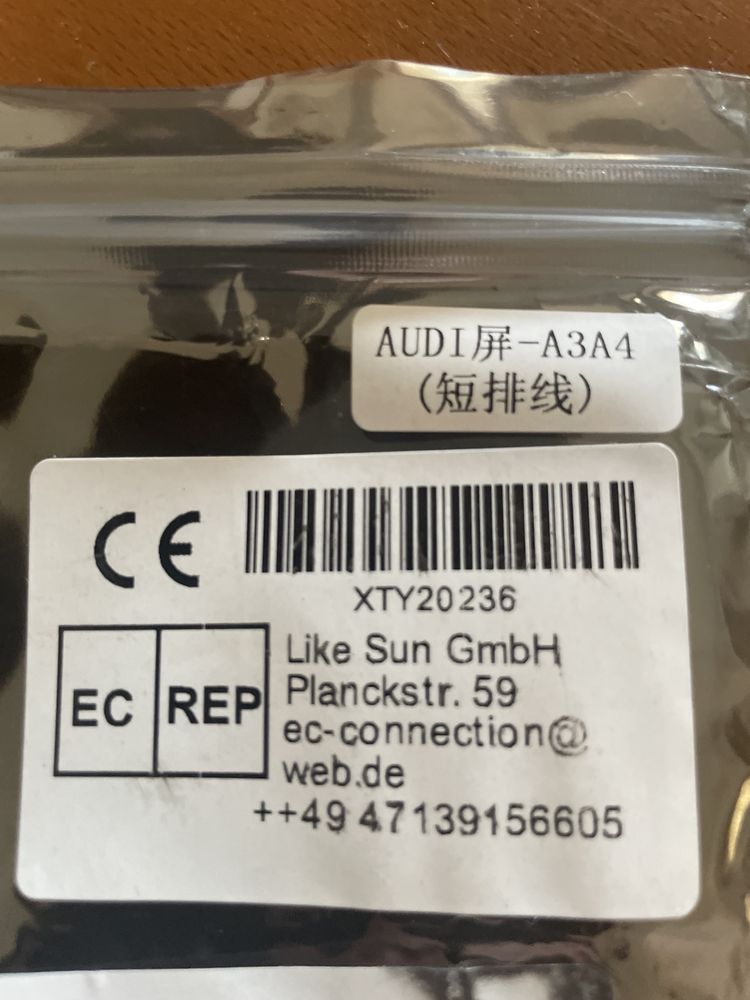 AUDI屏-A3A4
(短排线)
CE
XTY20236
EC REP
Like Sun GmbH
Planckstr. 59
ec-connection@
web.de
++49 47139156605